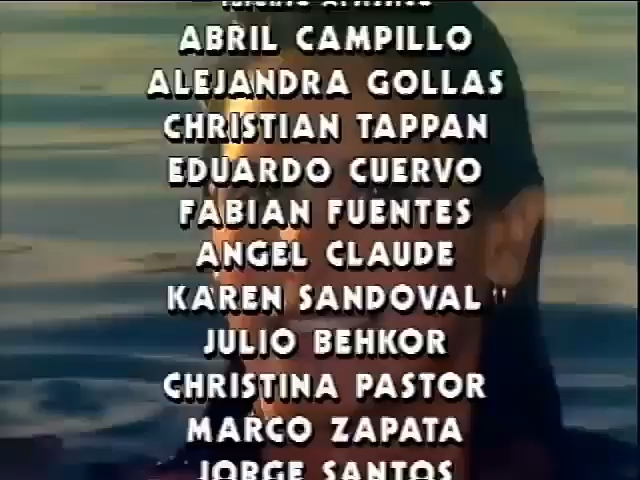 ABRIL CAMPILLO
ALEJANDRA GOLLAS
CHRISTIAN TAPPAN
EDUARDO CUERVO
FABIAN FUENTES
ANGEL CLAUDE
KAREN SANDOVAL
JULIO BEHKOR
CHRISTINA PASTOR
MARCO ZAPATA
JORGE SANTOS